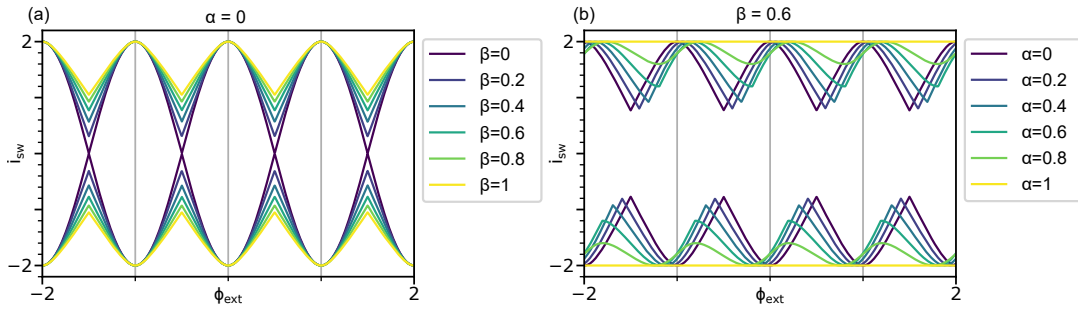 (a)
α = 0
2
−2
i_sw
−2
2
ϕ_ext
β=0
β=0.2
β=0.4
β=0.6
β=0.8
β=1
(b)
β = 0.6
2
−2
i_sw
−2
2
ϕ_ext
α=0
α=0.2
α=0.4
α=0.6
α=0.8
α=1